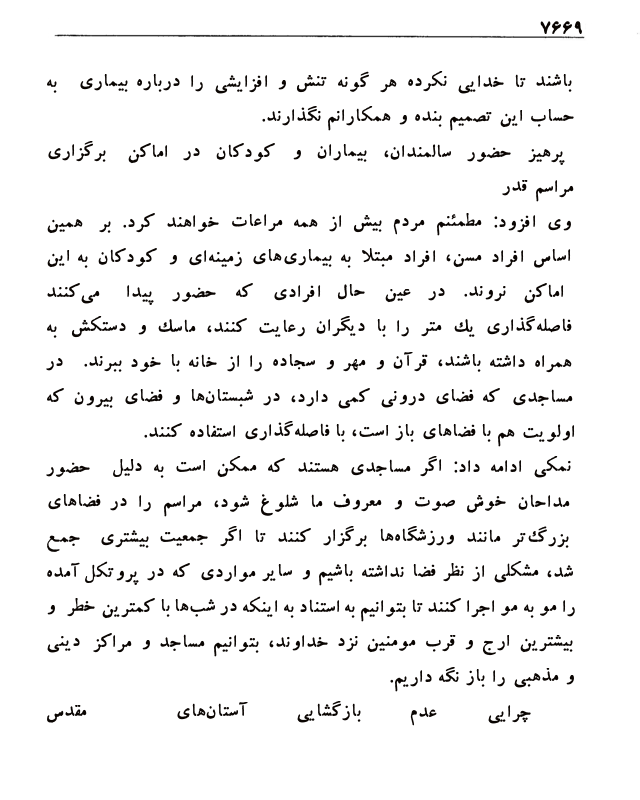 ۷۶۶۹
باشند تا خدایی نکرده هر گونه تنش و افزایشی را درباره بیماری به
حساب این تصمیم بنده و همکارانم نگذارند.
پرهیز حضور سالمندان، بیماران و کودکان در اماکن برگزاری
مراسم قدر
وی افزود: مطمئنم مردم بیش از همه مراعات خواهند کرد. بر همین
اساس افراد مسن، افراد مبتلا به بیماری‌های زمینه‌ای و کودکان به این
اماکن نروند. در عین حال افرادی که حضور پیدا می‌کنند
فاصله‌گذاری یك متر را با دیگران رعایت کنند، ماسك و دستکش به
همراه داشته باشند، قرآن و مهر و سجاده را از خانه با خود ببرند. در
مساجدی که فضای درونی کمی دارد، در شبستان‌ها و فضای بیرون که
اولویت هم با فضاهای باز است، با فاصله‌گذاری استفاده کنند.
نمکی ادامه داد: اگر مساجدی هستند که ممکن است به دلیل حضور
مداحان خوش صوت و معروف ما شلوغ شود، مراسم را در فضاهای
بزرگ‌تر مانند ورزشگاه‌ها برگزار کنند تا اگر جمعیت بیشتری جمع
شد، مشکلی از نظر فضا نداشته باشیم و سایر مواردی که در پروتکل آمده
را مو به مو اجرا کنند تا بتوانیم به استناد به اینکه در شب‌ها با کمترین خطر و
بیشترین ارج و قرب مومنین نزد خداوند، بتوانیم مساجد و مراکز دینی
و مذهبی را باز نگه داریم.
چرایی عدم بازگشایی آستان‌های مقدس